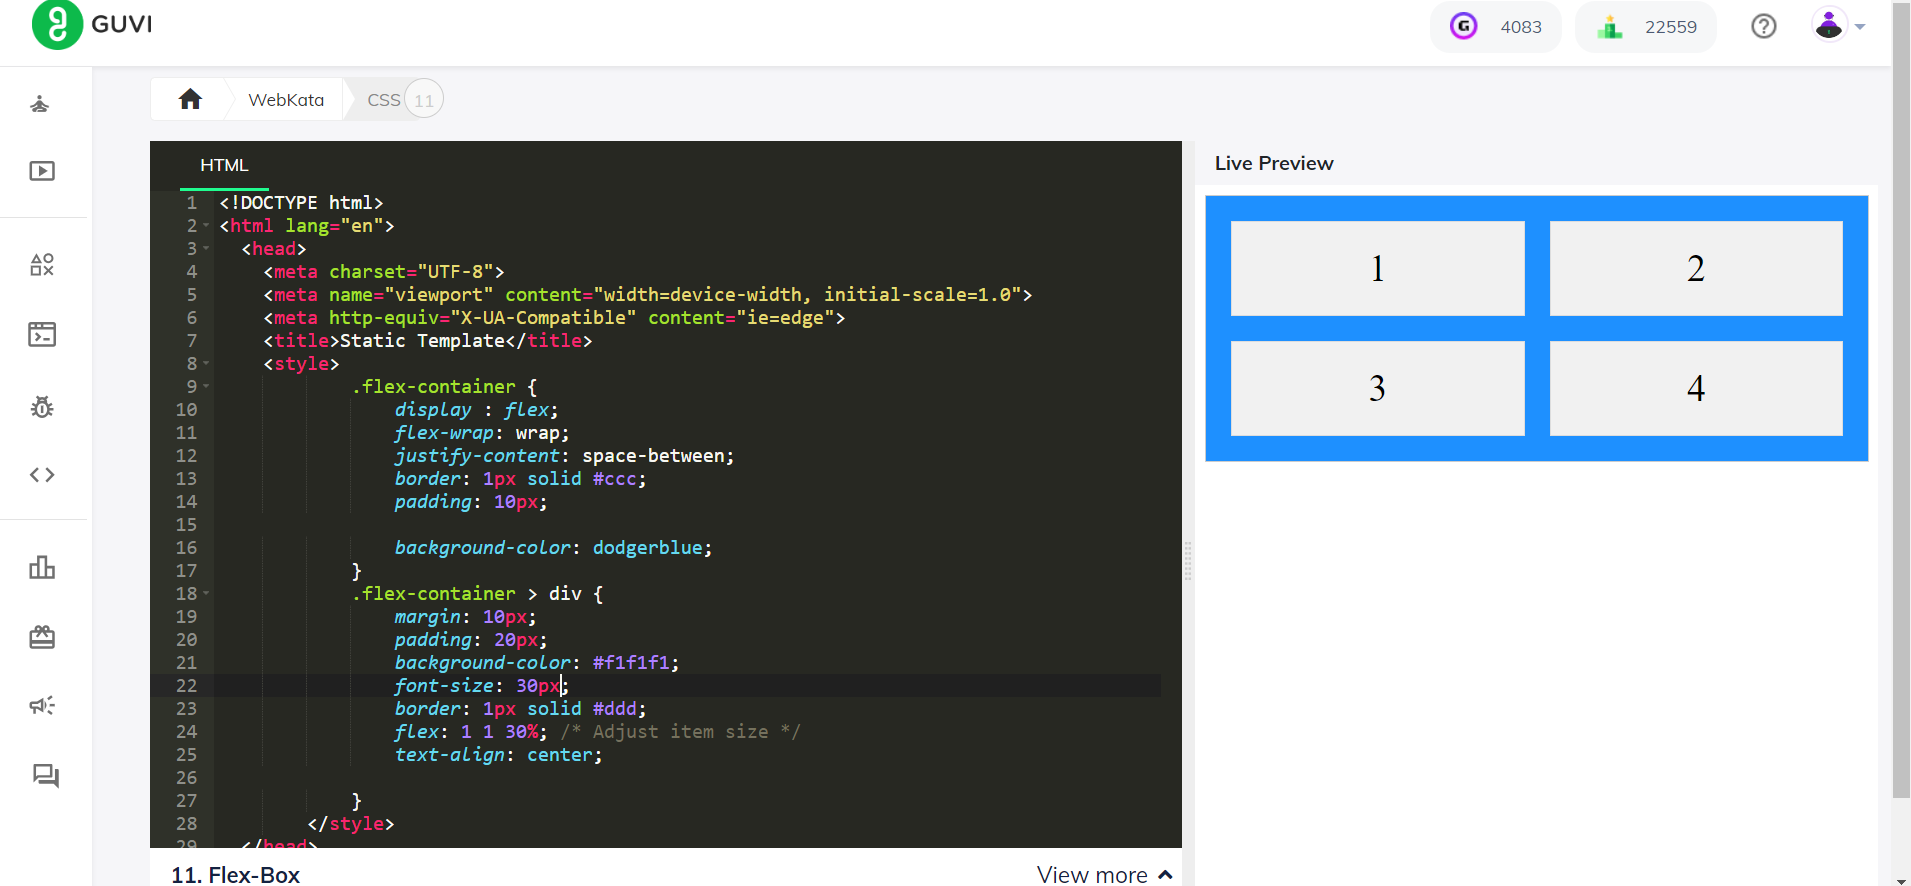 GUVI
4083
22559
WebKata
CSS
11
HTML
Live Preview
1 <!DOCTYPE html>
2 <html lang="en">
3 <head>
4 <meta charset="UTF-8">
5 <meta name="viewport" content="width=device-width, initial-scale=1.0">
6 <meta http-equiv="X-UA-Compatible" content="ie=edge">
7 <title>Static Template</title>
8 <style>
9 .flex-container {
10 display : flex;
11 flex-wrap: wrap;
12 justify-content: space-between;
13 border: 1px solid #ccc;
14 padding: 10px;
15
16 background-color: dodgerblue;
17 }
18 .flex-container > div {
19 margin: 10px;
20 padding: 20px;
21 background-color: #f1f1f1;
22 font-size: 30px;
23 border: 1px solid #ddd;
24 flex: 1 1 30%; /* Adjust item size */
25 text-align: center;
26
27 }
28 </style>
29 </head>
1
2
3
4
11. Flex-Box
View more